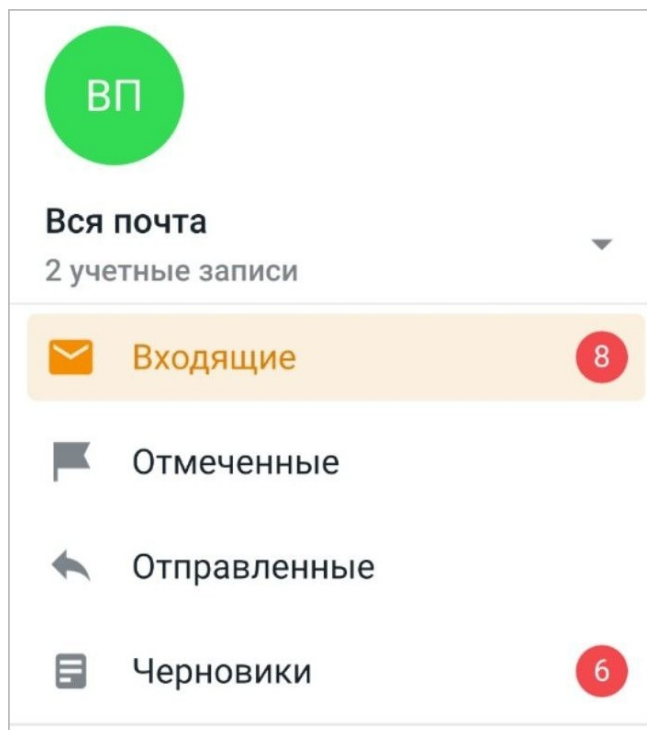 ВП
Вся почта
2 учетные записи
Входящие 8
Отмеченные
Отправленные
Черновики 6